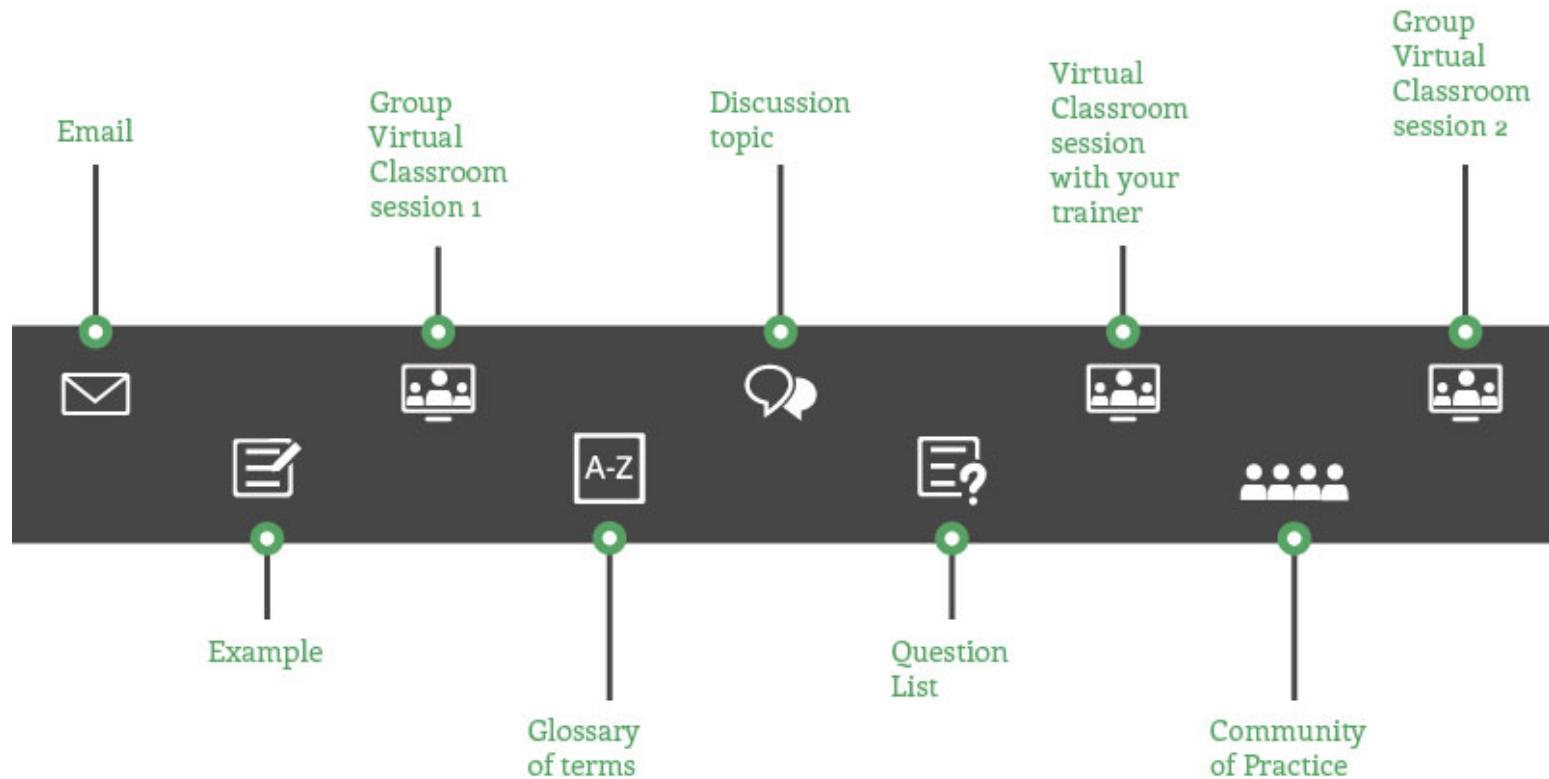 Email
Example
Group
Virtual
Classroom
session 1
A-Z
Glossary
of terms
Discussion
topic
?
Question
List
Virtual
Classroom
session
with your
trainer
Community
of Practice
Group
Virtual
Classroom
session 2